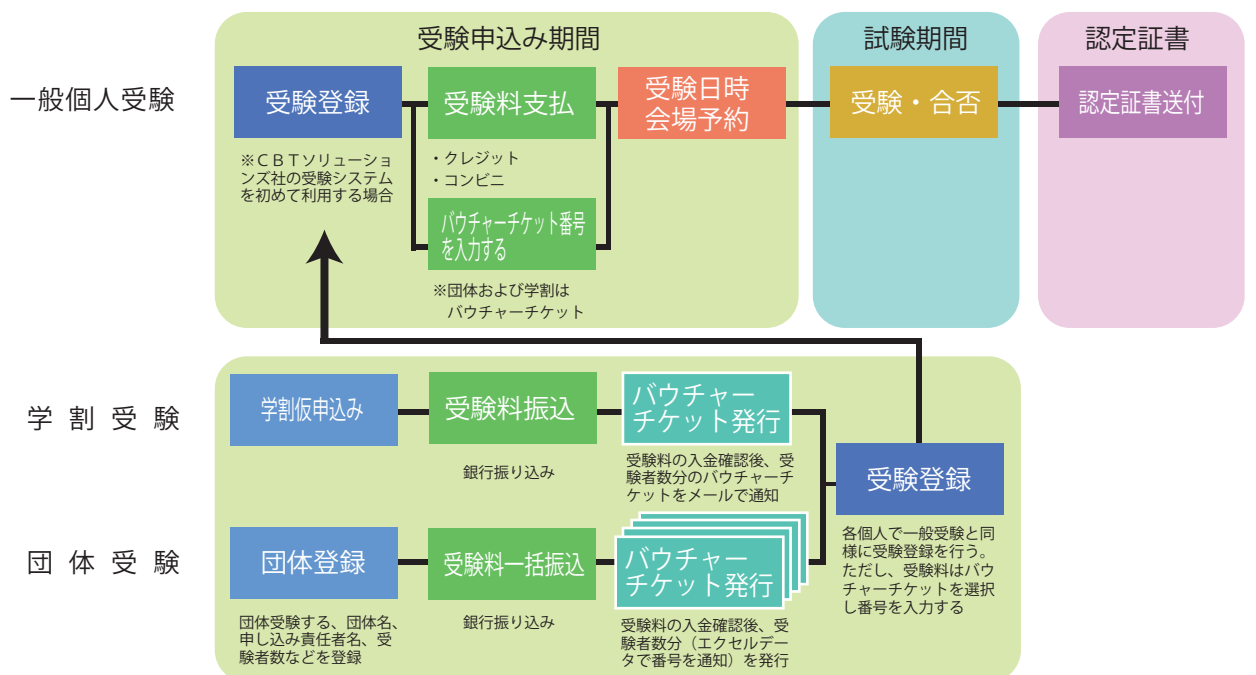 受験申込み期間
試験期間
認定証書
一般個人受験
受験登録
受験料支払
受験日時
会場予約
受験・合否
認定証書送付
※ＣＢＴソリューショ
ンズ社の受験システム
を初めて利用する場合
・クレジット
・コンビニ
バウチャーチケット番号
を入力する
※団体および学割は
バウチャーチケット
学割受験
学割仮申込み
受験料振込
バウチャー
チケット発行
銀行振り込み
受験料の入金確認後、受
験者数分のバウチャーチ
ケットをメールで通知
受験登録
各個人で一般受験と同
様に受験登録を行う。
ただし、受験料はバウ
チャーチケットを選択
し番号を入力する
団体受験
団体登録
受験料一括振込
バウチャー
チケット発行
団体受験する、団体名、
申し込み責任者名、受
験者数などを登録
銀行振り込み
受験料の入金確認後、受
験者数分（エクセルデー
タで番号を通知）を発行